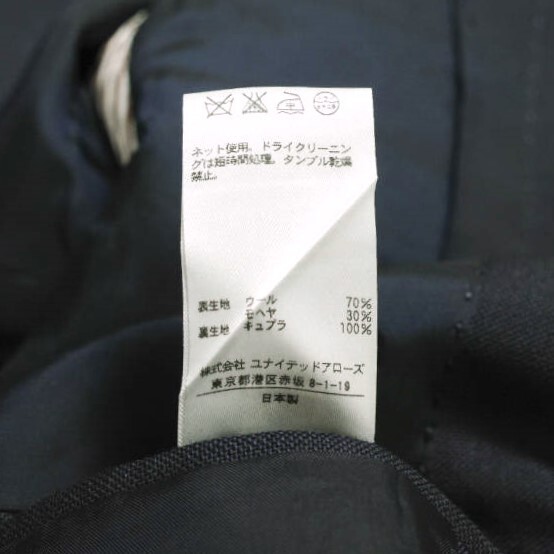 ネット使用。ドライクリーニン
グは短時間処理。タンブル乾燥
禁止。
表生地 ウール 70%
モヘヤ 30%
裏生地 キュプラ 100%
株式会社 ユナイテッドアローズ
東京都港区赤坂 8-1-19
日本製